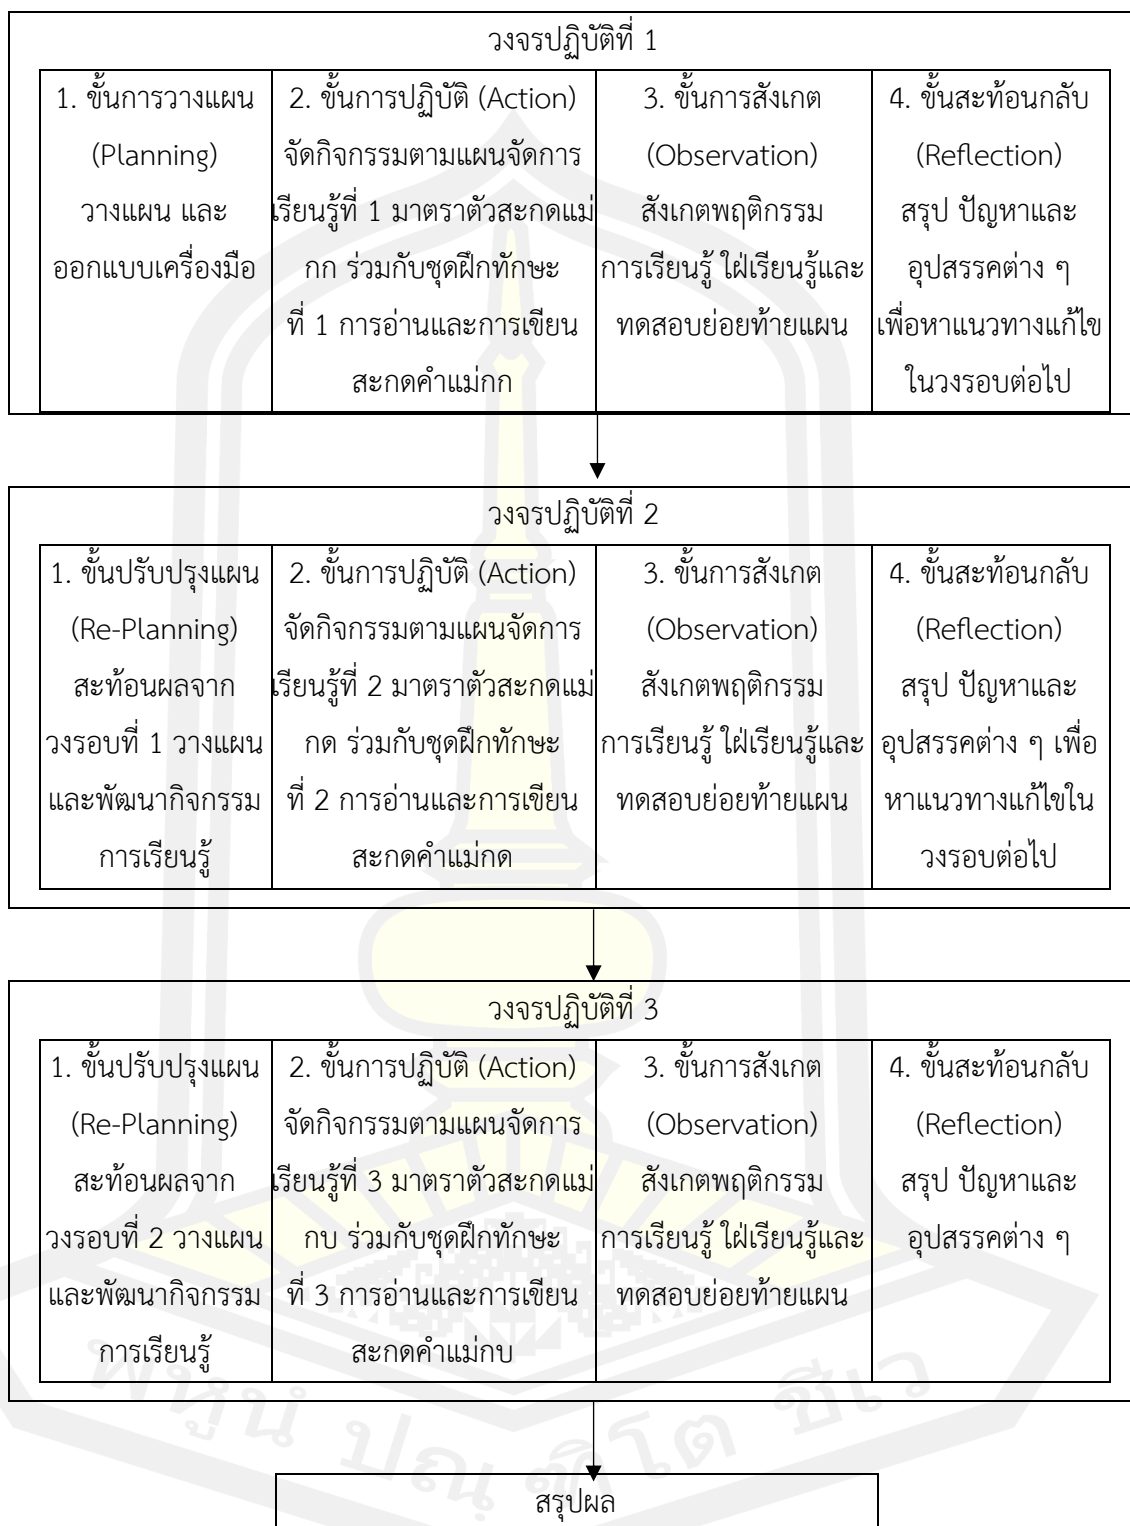 วงจรปฏิบัติที่ 1
1. ขั้นการวางแผน
(Planning)
วางแผน และ
ออกแบบเครื่องมือ
2. ขั้นการปฏิบัติ (Action)
จัดกิจกรรมตามแผนจัดการ
เรียนรู้ที่ 1 มาตราตัวสะกดแม่
กก ร่วมกับชุดฝึกทักษะ
ที่ 1 การอ่านและการเขียน
สะกดคำแม่กก
3. ขั้นการสังเกต
(Observation)
สังเกตพฤติกรรม
การเรียนรู้ ใฝ่เรียนรู้และ
ทดสอบย่อยท้ายแผน
4. ขั้นสะท้อนกลับ
(Reflection)
สรุป ปัญหาและ
อุปสรรคต่าง ๆ
เพื่อหาแนวทางแก้ไข
ในวงรอบต่อไป
วงจรปฏิบัติที่ 2
1. ขั้นปรับปรุงแผน
(Re-Planning)
สะท้อนผลจาก
วงรอบที่ 1 วางแผน
และพัฒนากิจกรรม
การเรียนรู้
2. ขั้นการปฏิบัติ (Action)
จัดกิจกรรมตามแผนจัดการ
เรียนรู้ที่ 2 มาตราตัวสะกดแม่
กด ร่วมกับชุดฝึกทักษะ
ที่ 2 การอ่านและการเขียน
สะกดคำแม่กด
3. ขั้นการสังเกต
(Observation)
สังเกตพฤติกรรม
การเรียนรู้ ใฝ่เรียนรู้และ
ทดสอบย่อยท้ายแผน
4. ขั้นสะท้อนกลับ
(Reflection)
สรุป ปัญหาและ
อุปสรรคต่าง ๆ เพื่อ
หาแนวทางแก้ไขใน
วงรอบต่อไป
วงจรปฏิบัติที่ 3
1. ขั้นปรับปรุงแผน
(Re-Planning)
สะท้อนผลจาก
วงรอบที่ 2 วางแผน
และพัฒนากิจกรรม
การเรียนรู้
2. ขั้นการปฏิบัติ (Action)
จัดกิจกรรมตามแผนจัดการ
เรียนรู้ที่ 3 มาตราตัวสะกดแม่
กบ ร่วมกับชุดฝึกทักษะ
ที่ 3 การอ่านและการเขียน
สะกดคำแม่กบ
3. ขั้นการสังเกต
(Observation)
สังเกตพฤติกรรม
การเรียนรู้ ใฝ่เรียนรู้และ
ทดสอบย่อยท้ายแผน
4. ขั้นสะท้อนกลับ
(Reflection)
สรุป ปัญหาและ
อุปสรรคต่าง ๆ
พหูนํ ปณฺฑิโต ชีเว
สรุปผล